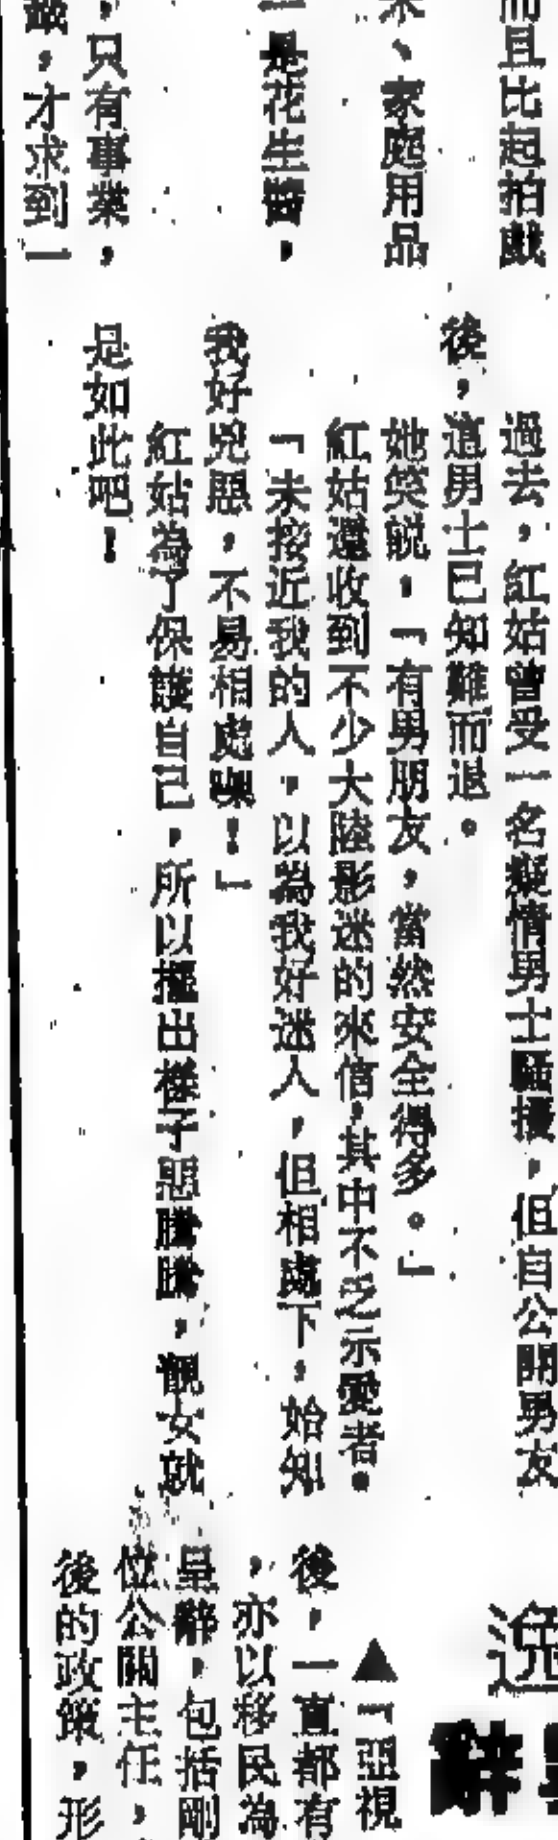 而且比起拍戲
、家庭用品
是花生醬，
，只有事業，
，才求到一
過去，紅姑曾受一名癡情男士騷擾，但自公開男友
後，這男士已知難而退。
她笑說，「有男朋友，當然安全得多。」
紅姑還收到不少大陸影迷的來信，其中不乏示愛者。
「未接近我的人，以為我好迷人，但相處下，始知
我好兇惡，不易相處㗎！」
紅姑為了保護自己，所以擺出樣子惡騰騰，靚女就
是如此吧！
辭
▲「亞視
後，一直都有
，亦以移民為
呈辭，包括剛
位公關主任，
後的政策，形